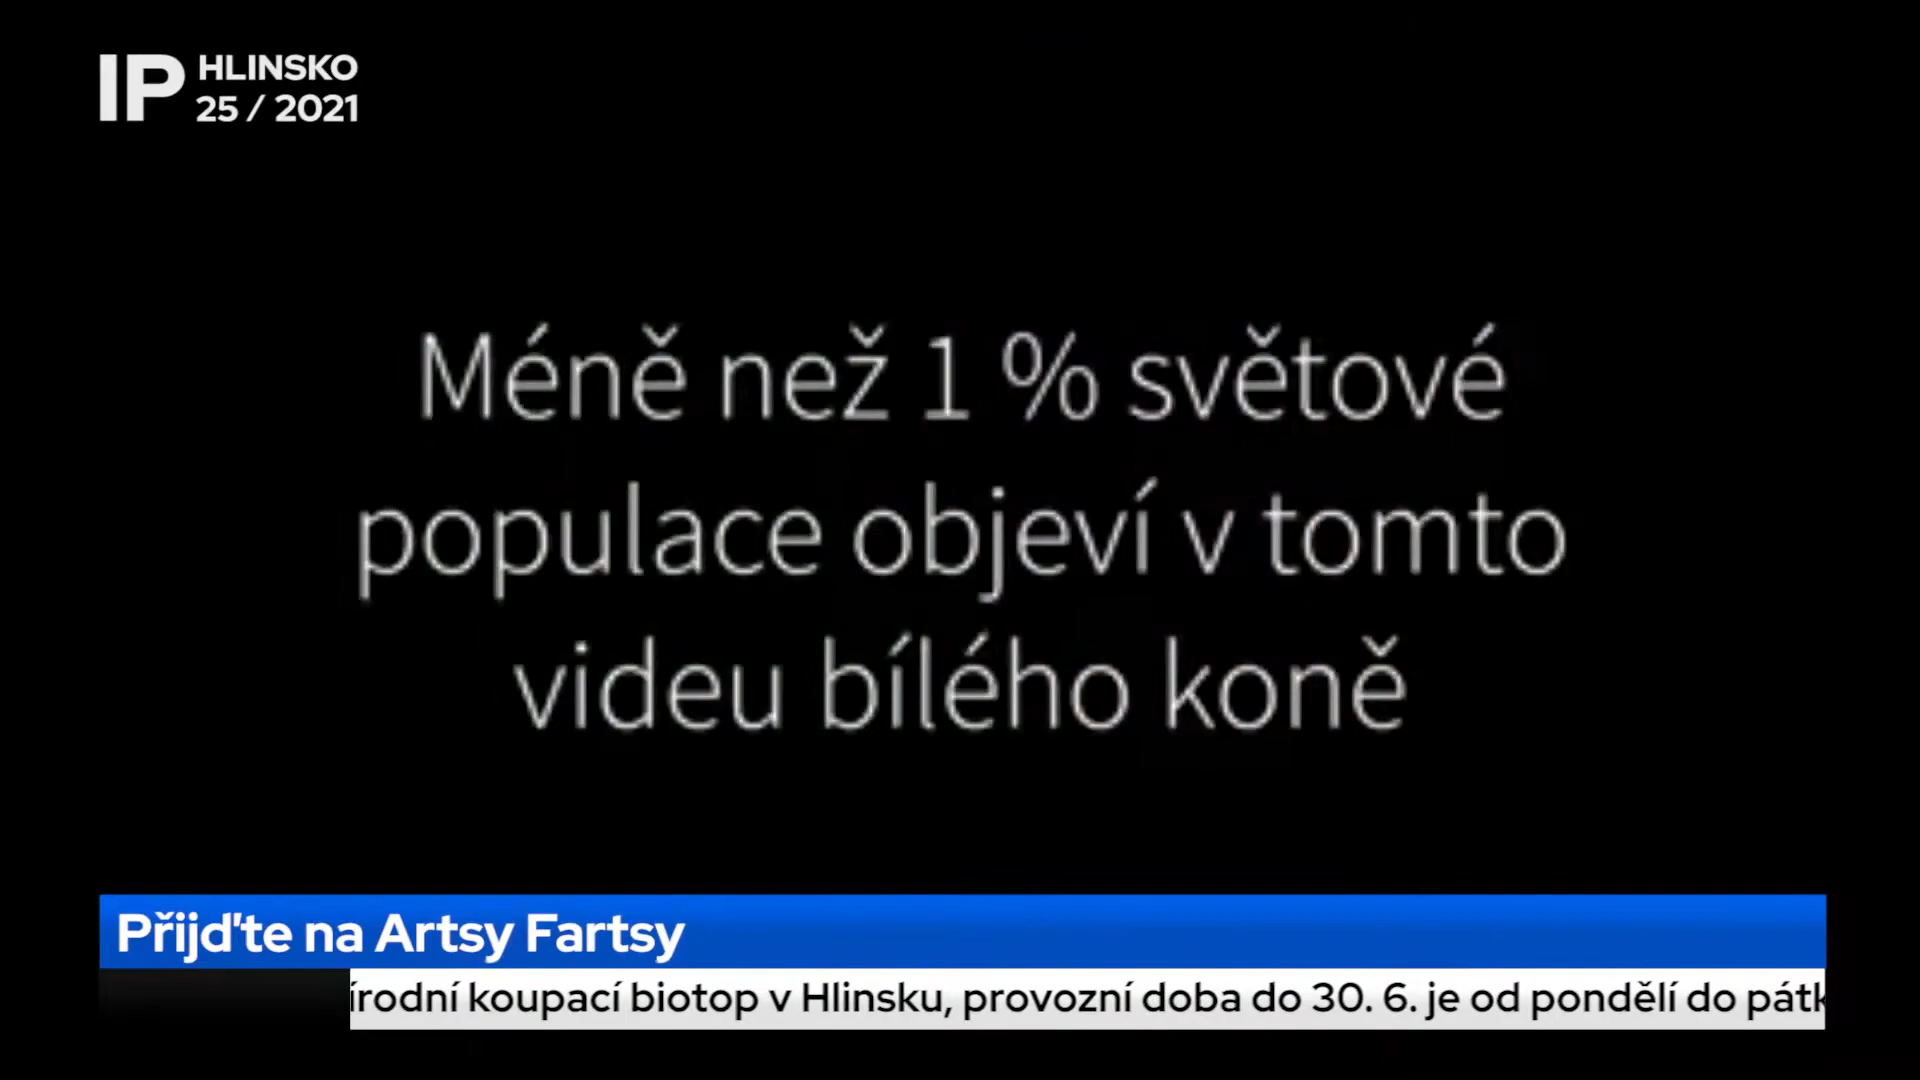 IP HLINSKO
25 / 2021
Méně než 1 % světové
populace objeví v tomto
videu bílého koně
Přijďte na Artsy Fartsy
írodní koupací biotop v Hlinsku, provozní doba do 30. 6. je od pondělí do pátk